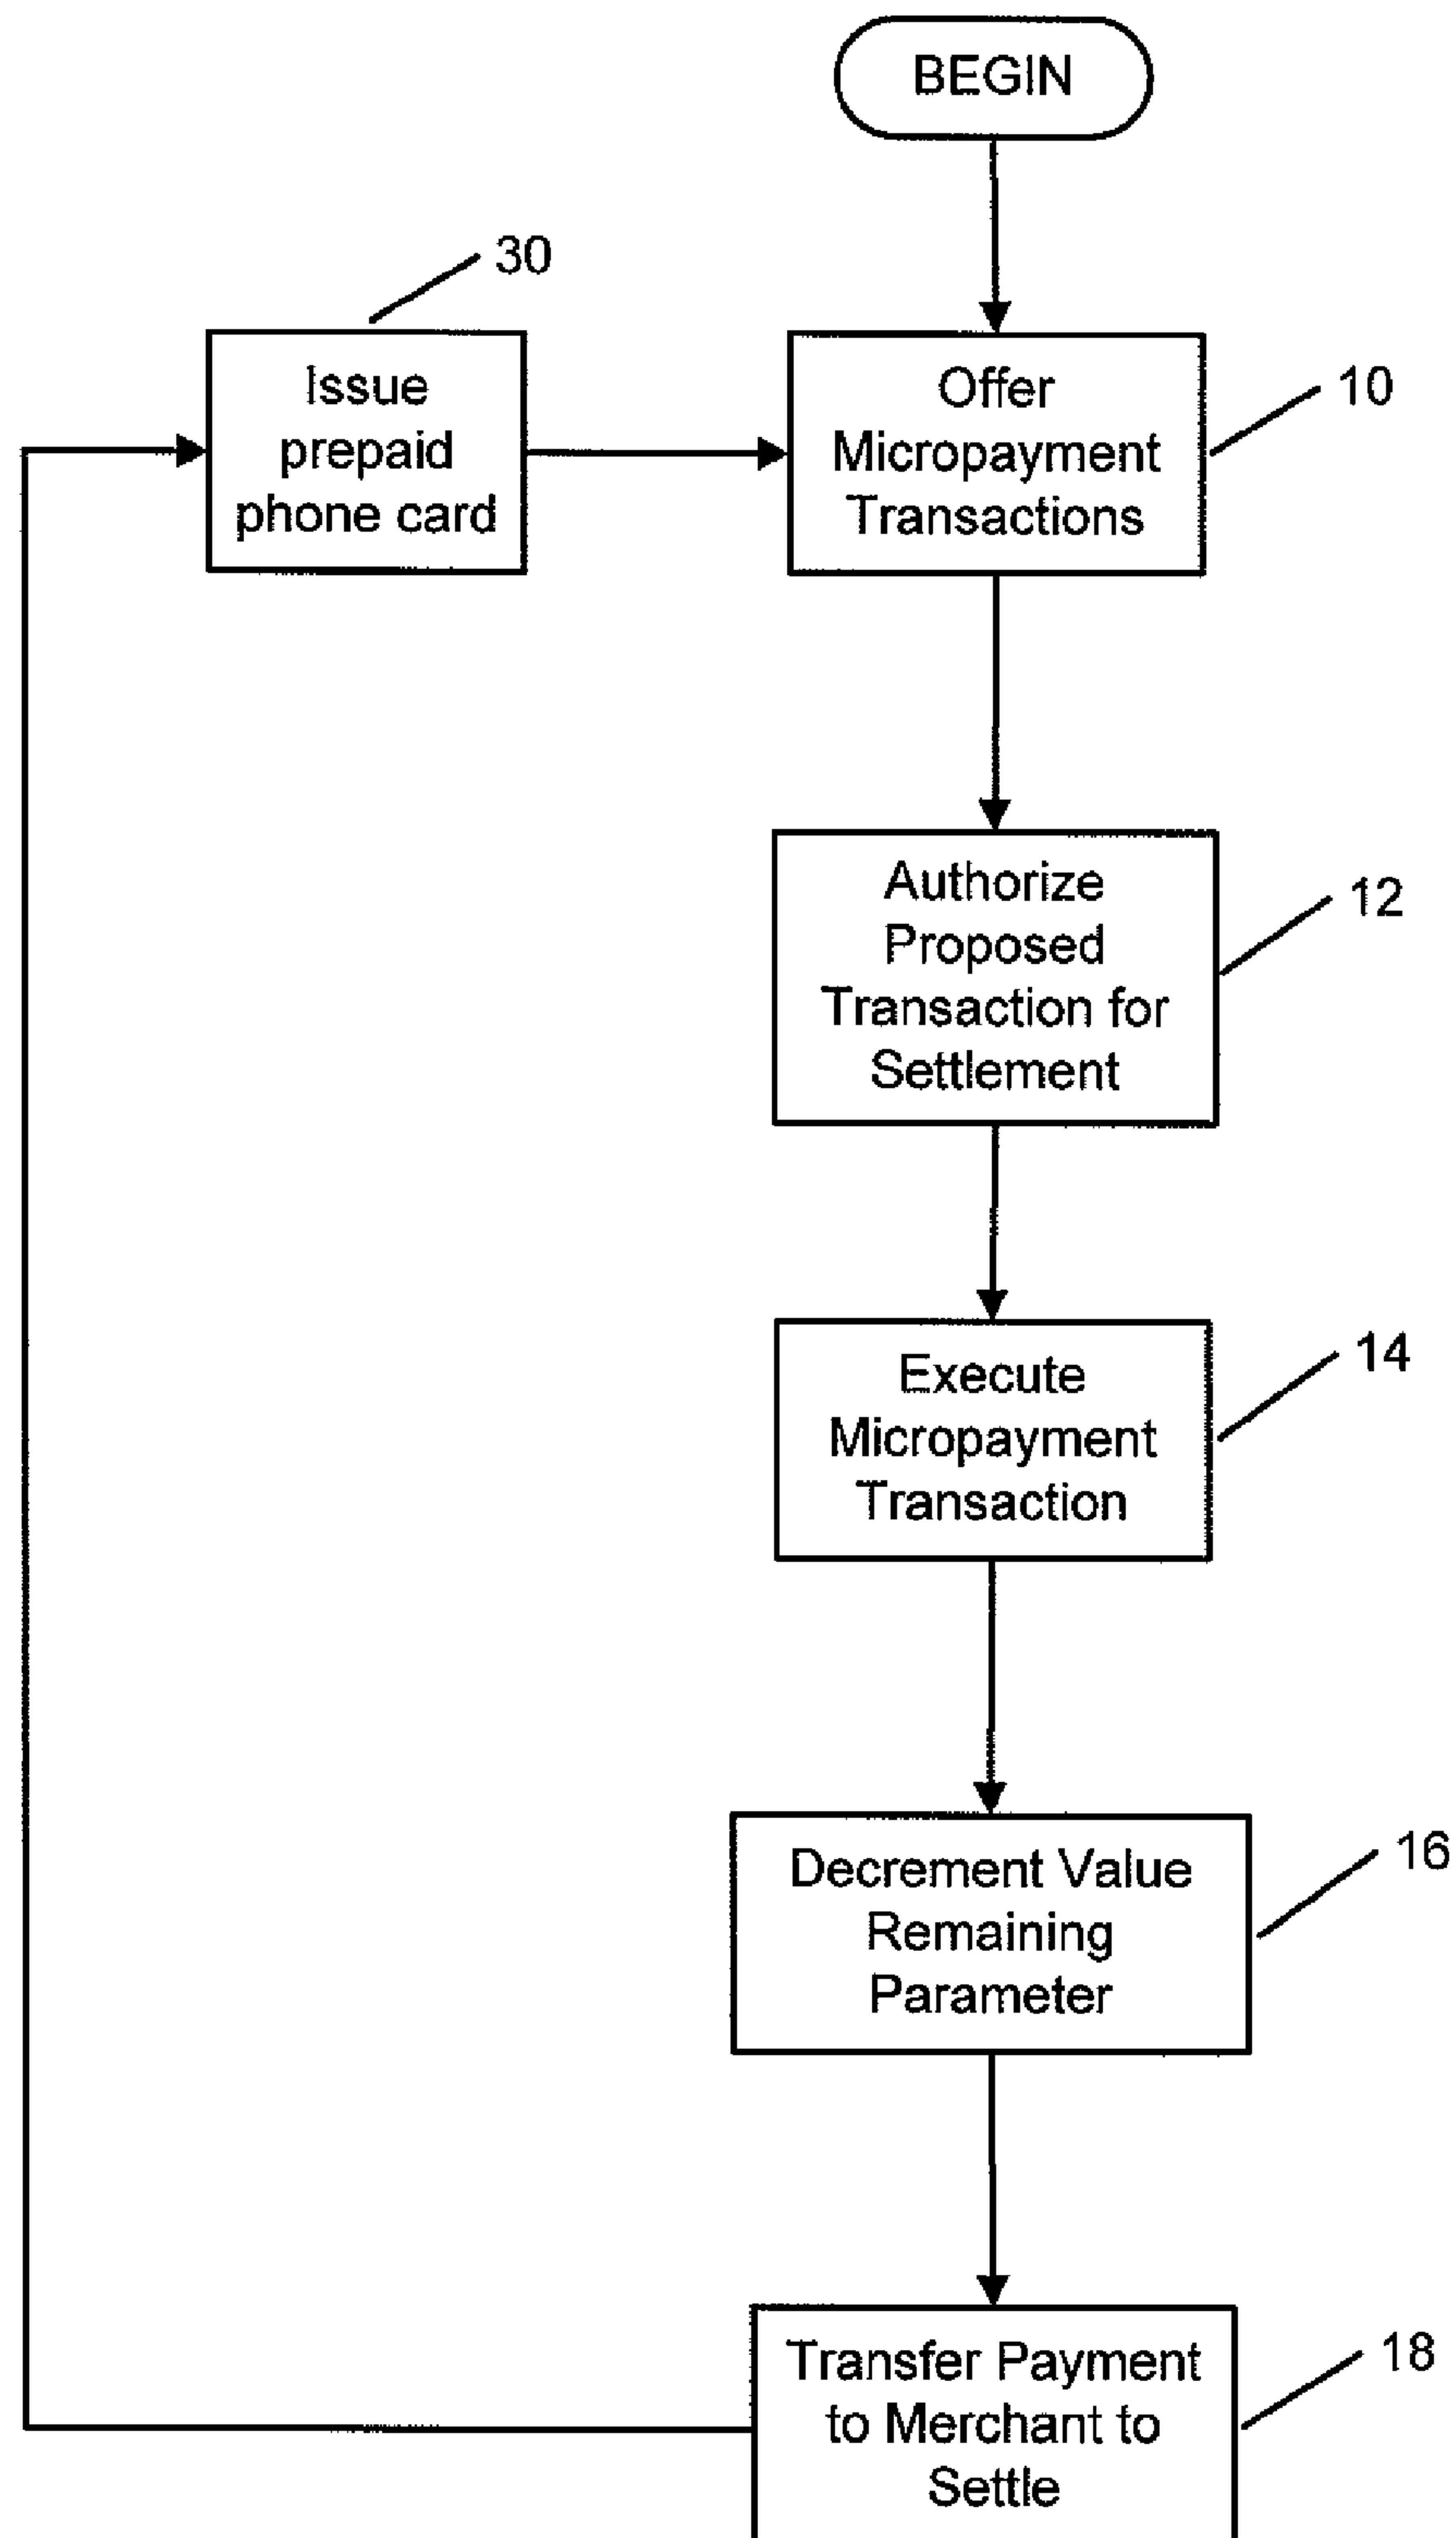 BEGIN
30
Issue
prepaid
phone card
Offer
Micropayment
Transactions
10
Authorize
Proposed
Transaction for
Settlement
12
Execute
Micropayment
Transaction
14
Decrement Value
Remaining
Parameter
16
Transfer Payment
to Merchant to
Settle
18